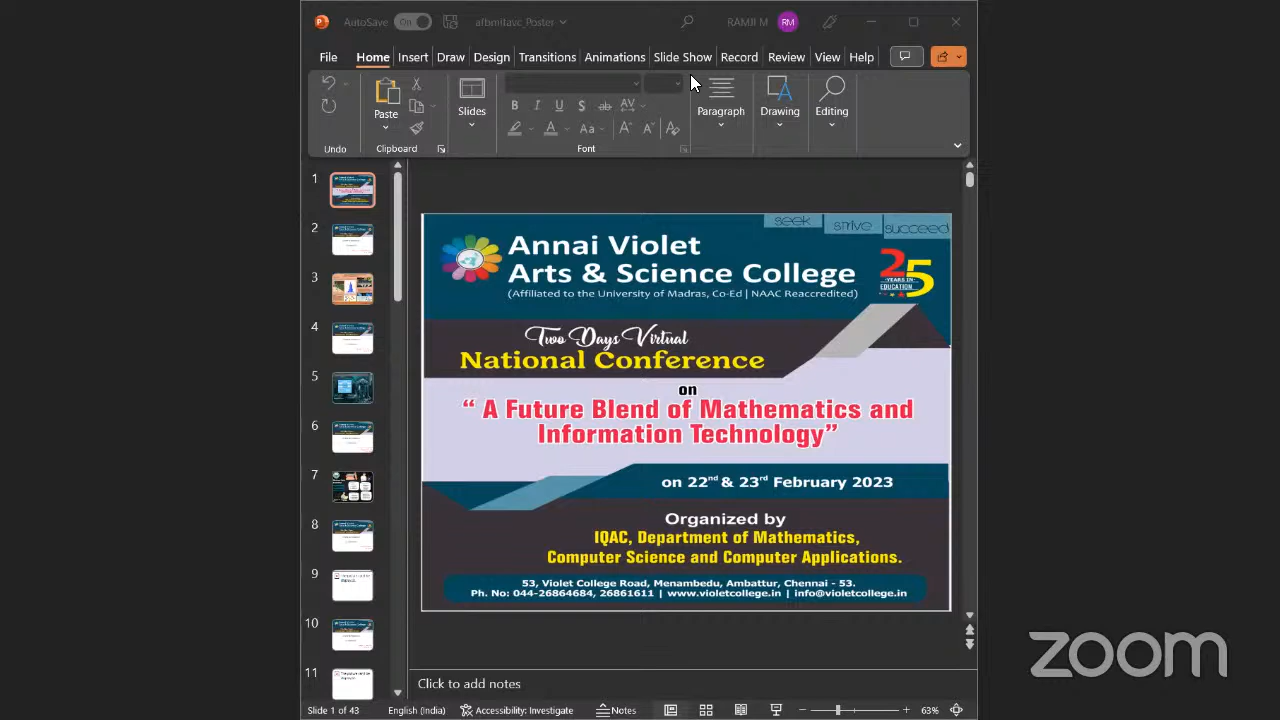 AutoSave On afbmitavc_Poster RAMJI M RM
File Home Insert Draw Design Transitions Animations Slide Show Record Review View Help
Paste Slides B I U S ab AV Aa A A Paragraph Drawing Editing
Undo Clipboard Font
1
2
3
4
5
6
7
8
9
10
11
seek strive succeed
Annai Violet
Arts & Science College
(Affiliated to the University of Madras, Co-Ed | NAAC Reaccredited)
25
YEARS IN
EDUCATION
Two Days Virtual
National Conference
on
“ A Future Blend of Mathematics and
Information Technology”
on 22nd & 23rd February 2023
Organized by
IQAC, Department of Mathematics,
Computer Science and Computer Applications.
53, Violet College Road, Menambedu, Ambattur, Chennai - 53.
Ph. No: 044-26864684, 26861611 | www.violetcollege.in | info@violetcollege.in
Click to add notes
Slide 1 of 43 English (India) Accessibility: Investigate Notes 63%
zoom